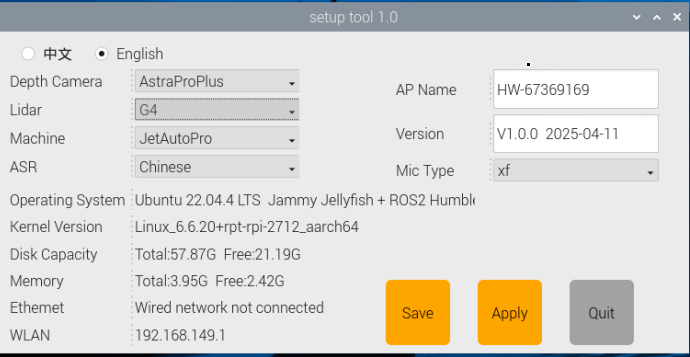 setup tool 1.0
中文 English
Depth Camera AstraProPlus
Lidar G4
Machine JetAutoPro
ASR Chinese
AP Name HW-67369169
Version V1.0.0 2025-04-11
Mic Type xf
Operating System Ubuntu 22.04.4 LTS Jammy Jellyfish + ROS2 Humble
Kernel Version Linux_6.6.20+rpt-rpi-2712_aarch64
Disk Capacity Total:57.87G Free:21.19G
Memory Total:3.95G Free:2.42G
Ethemet Wired network not connected
WLAN 192.168.149.1
Save Apply Quit